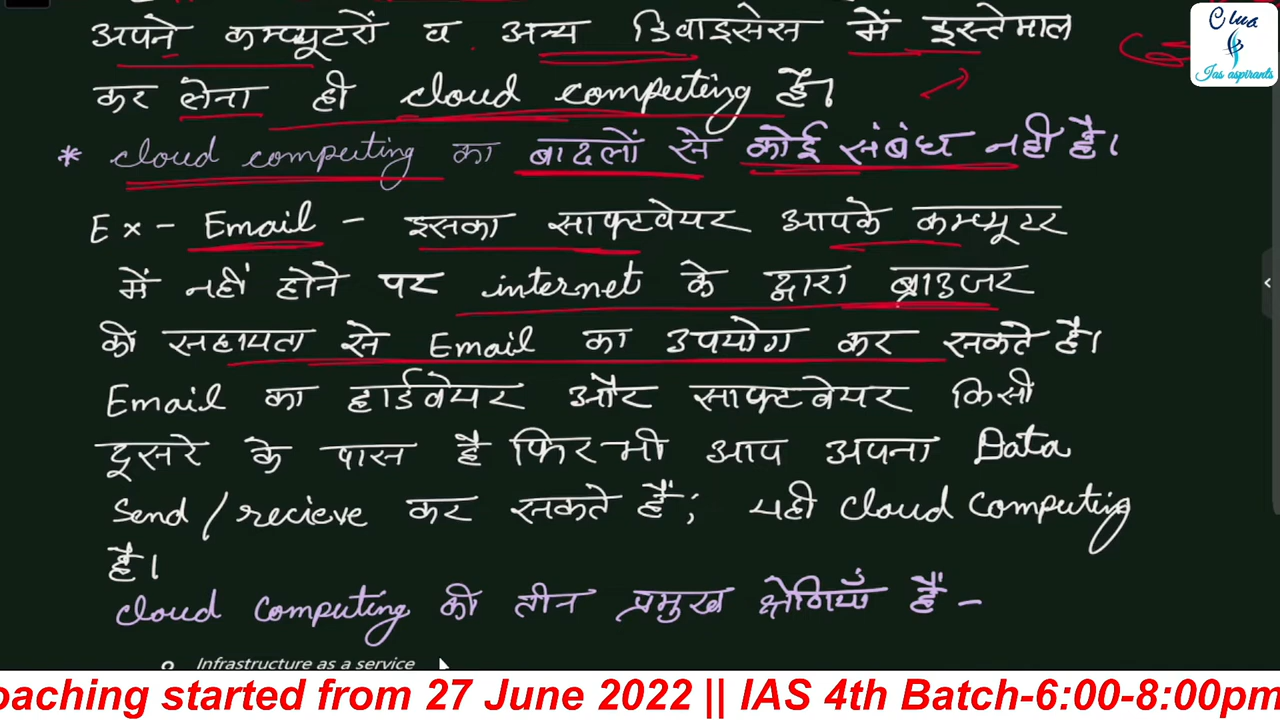 अपने कम्प्यूटरों व अन्य डिवाइसेस में इस्तेमाल
कर लेना ही cloud computing है।
* cloud computing का बादलों से कोई संबंध नही है।
Ex - Email - इसका साफ्टवेयर आपके कम्प्यूटर
में नहीं होने पर internet के द्वारा ब्राउजर
की सहायता से Email का उपयोग कर सकते है।
Email का हार्डवेयर और साफ्टवेयर किसी
दूसरे के पास है फिर भी आप अपना Data
Send / recieve कर सकते हैं; यही cloud computing
है।
cloud computing की तीन प्रमुख श्रेणियाँ हैं -
Infrastructure as a service
oaching started from 27 June 2022 || IAS 4th Batch-6:00-8:00pm
Ias aspirants